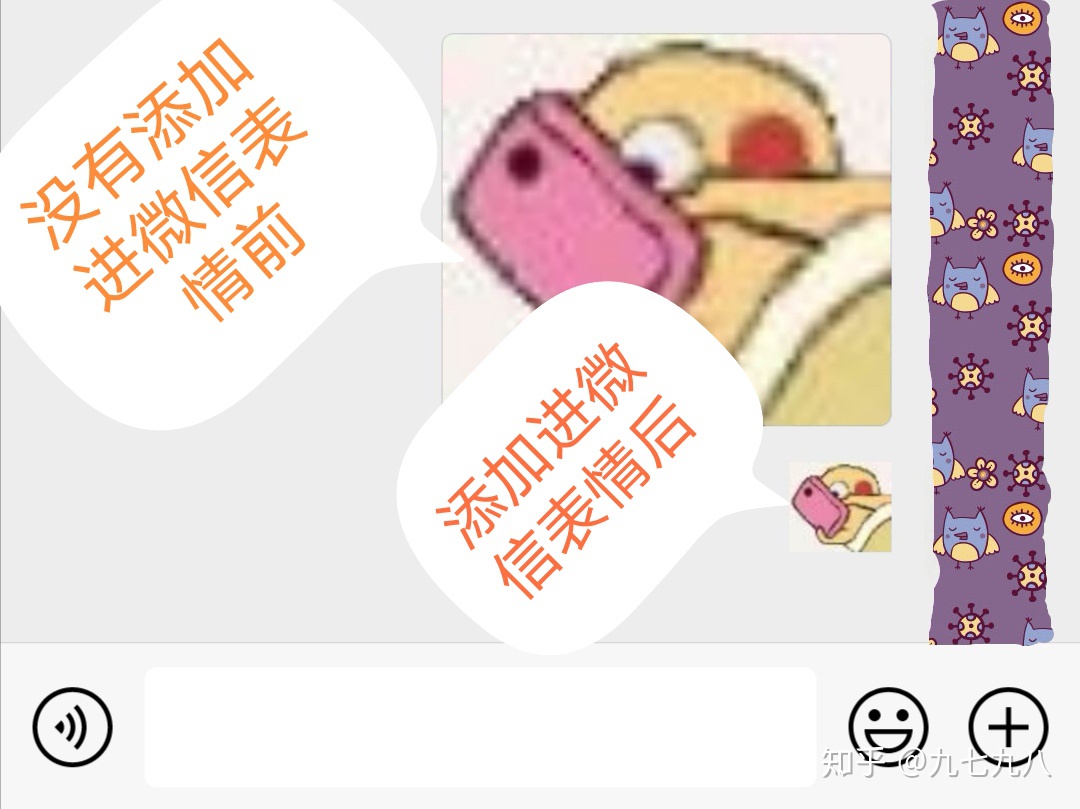 没有添加
进微信表
情前
添加进微
信表情后
知乎 @九七九八